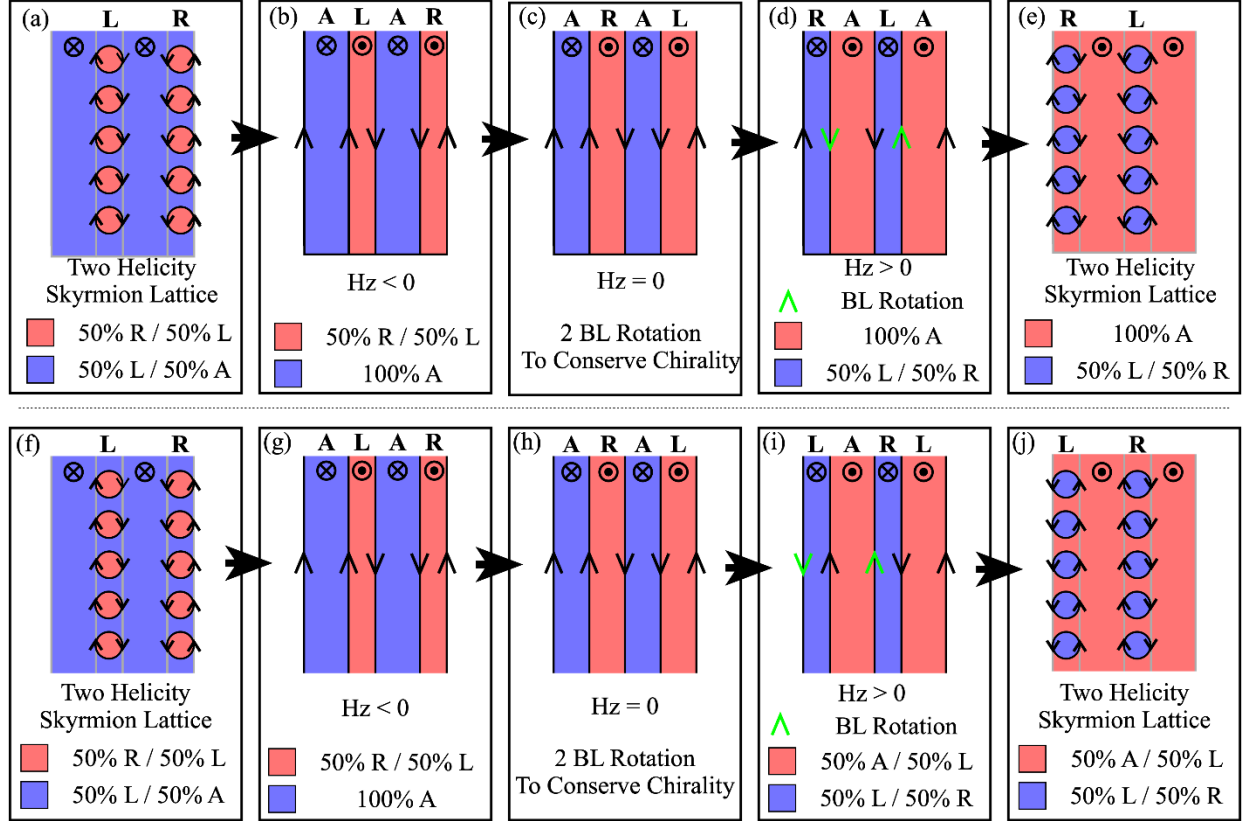 (a) L R
Two Helicity
Skyrmion Lattice
50% R / 50% L
50% L / 50% A
(b) A L A R
Hz < 0
50% R / 50% L
100% A
(c) A R A L
Hz = 0
2 BL Rotation
To Conserve Chirality
(d) R A L A
Hz > 0
BL Rotation
100% A
50% L / 50% R
(e) R L
Two Helicity
Skyrmion Lattice
100% A
50% L / 50% R
(f) L R
Two Helicity
Skyrmion Lattice
50% R / 50% L
50% L / 50% A
(g) A L A R
Hz < 0
50% R / 50% L
100% A
(h) A R A L
Hz = 0
2 BL Rotation
To Conserve Chirality
(i) L A R L
Hz > 0
BL Rotation
50% A / 50% L
50% L / 50% R
(j) L R
Two Helicity
Skyrmion Lattice
50% A / 50% L
50% L / 50% R